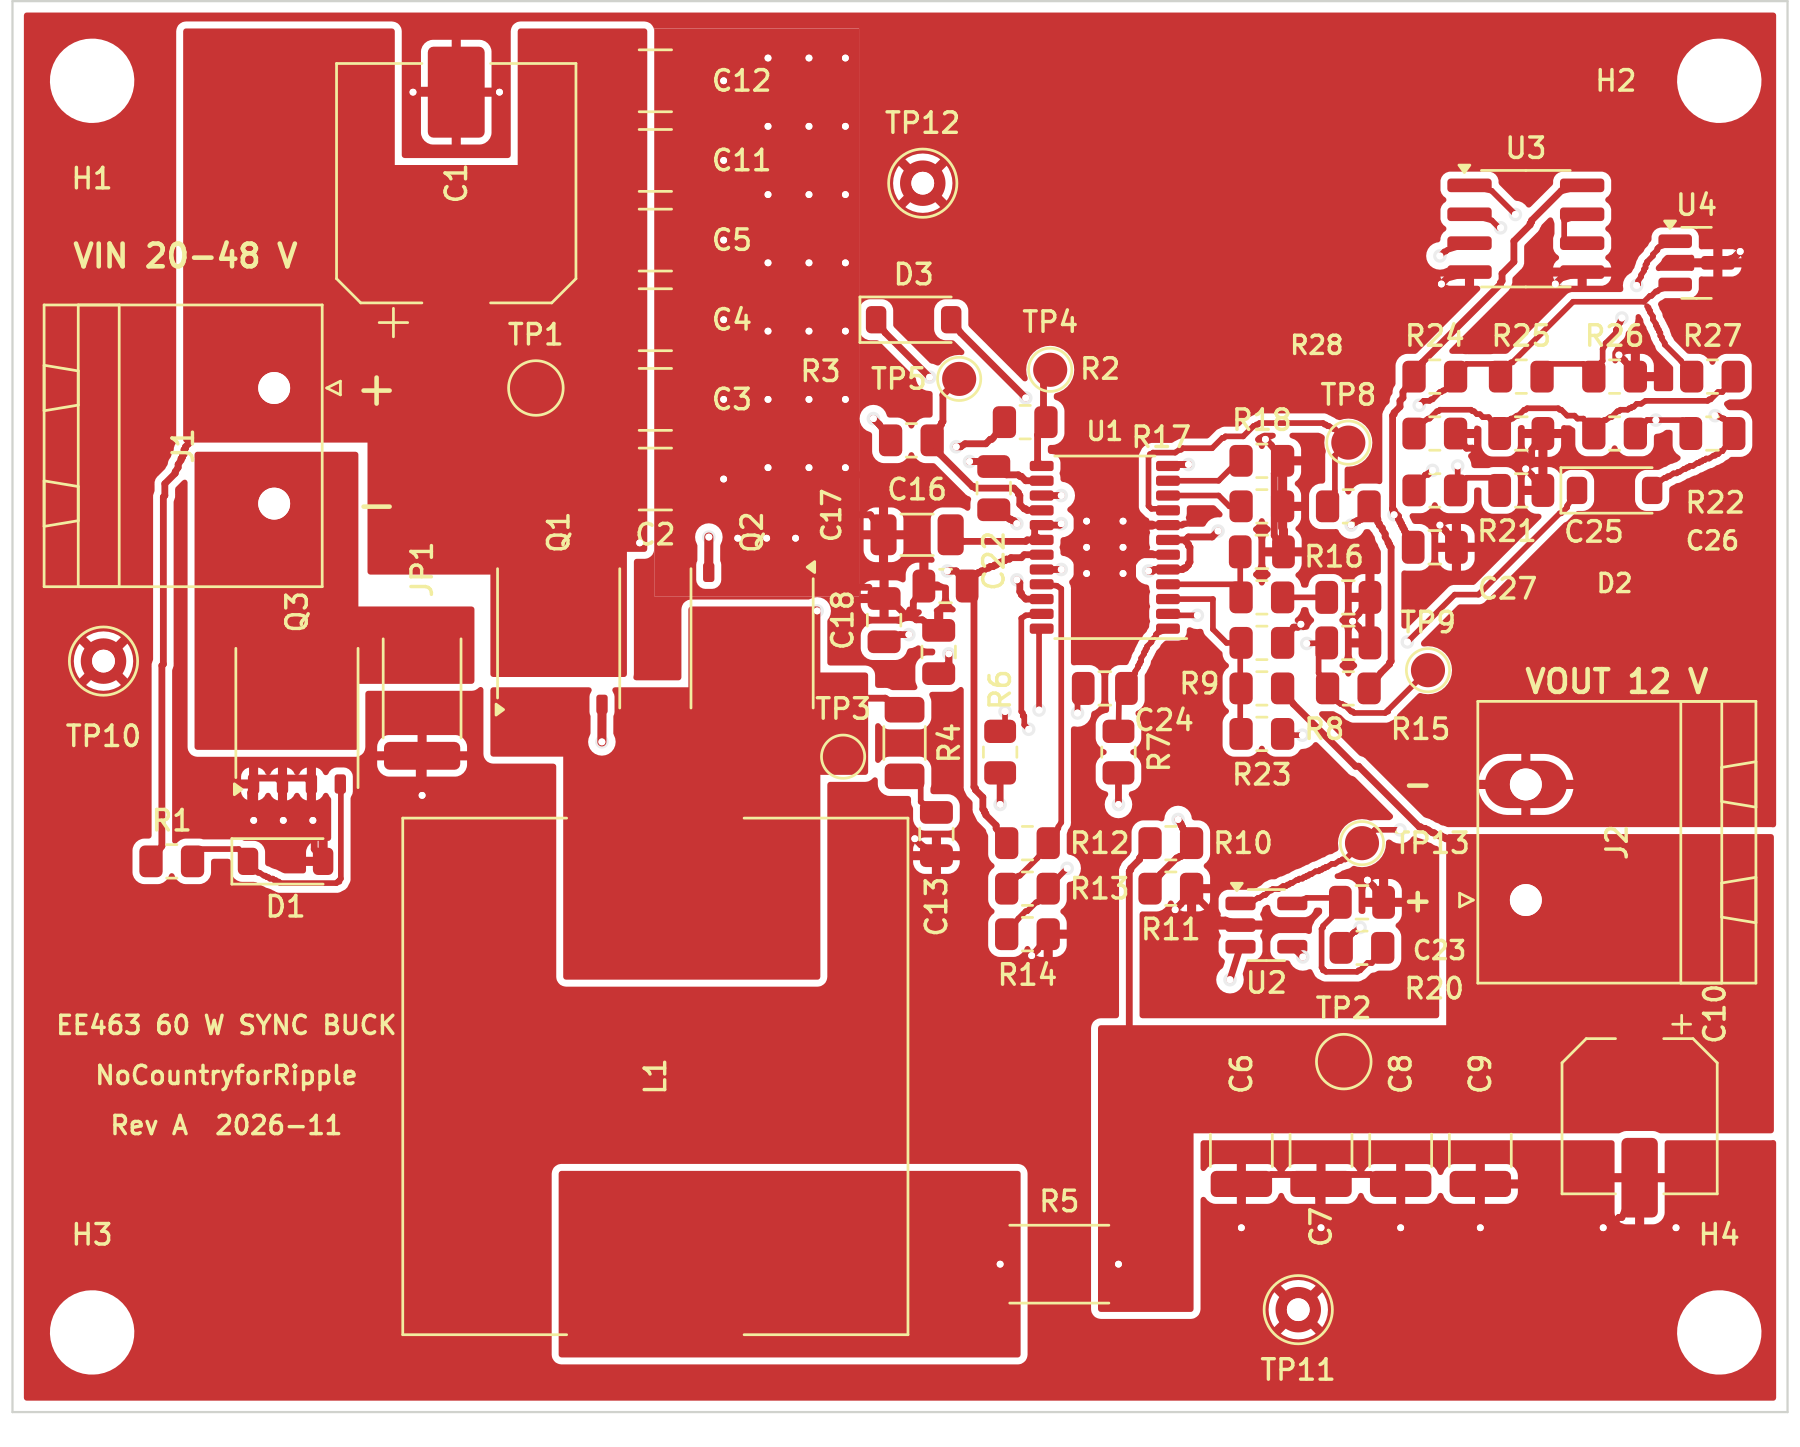 C12
H2
TP12
U3
C11
H1
C1
U4
C5
VIN 20-48 V
D3
C4
TP1
TP4
R28
R24
R25
R26
R27
R3
TP5
R2
C3
TP8
+
J1
R18
U1
R17
C16
C17
R22
-
Q1
C2
Q2
C22
R16
R21
C25
C26
JP1
Q3
C18
C27
D2
TP9
R6
R9
VOUT 12 V
TP3
C24
R8
R15
TP10
R4
R7
R23
-
R1
R12
R10
TP13
J2
D1
C13
R13
+
R11
C23
R14
U2
R20
TP2
C10
+
+
EE463 60 W SYNC BUCK
NoCountryforRipple
Rev A 2026-11
L1
C6
C8
C9
R5
C7
H3
H4
TP11